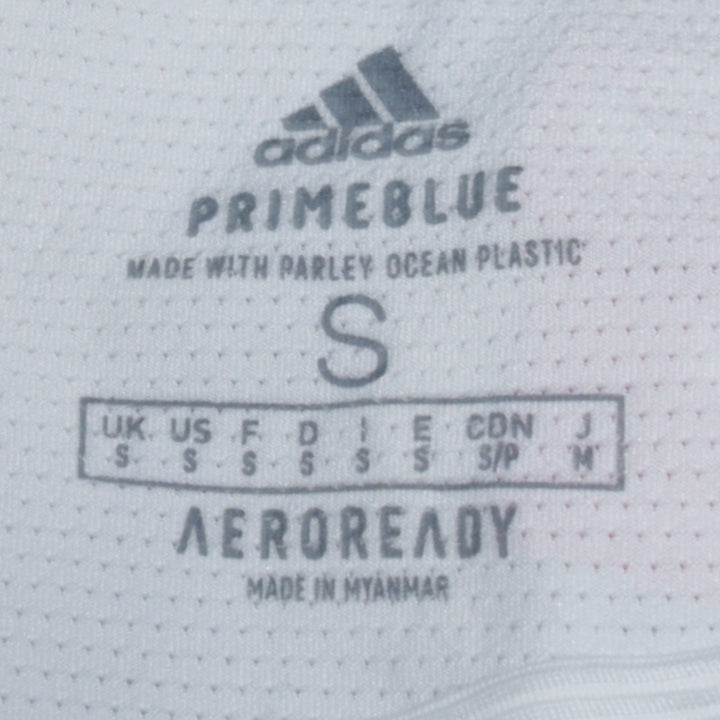 adidas
PRIMEBLUE
MADE WITH PARLEY OCEAN PLASTIC
S
UK US F D I E CDN J
S S S S S S S/P M
AEROREADY
MADE IN MYANMAR